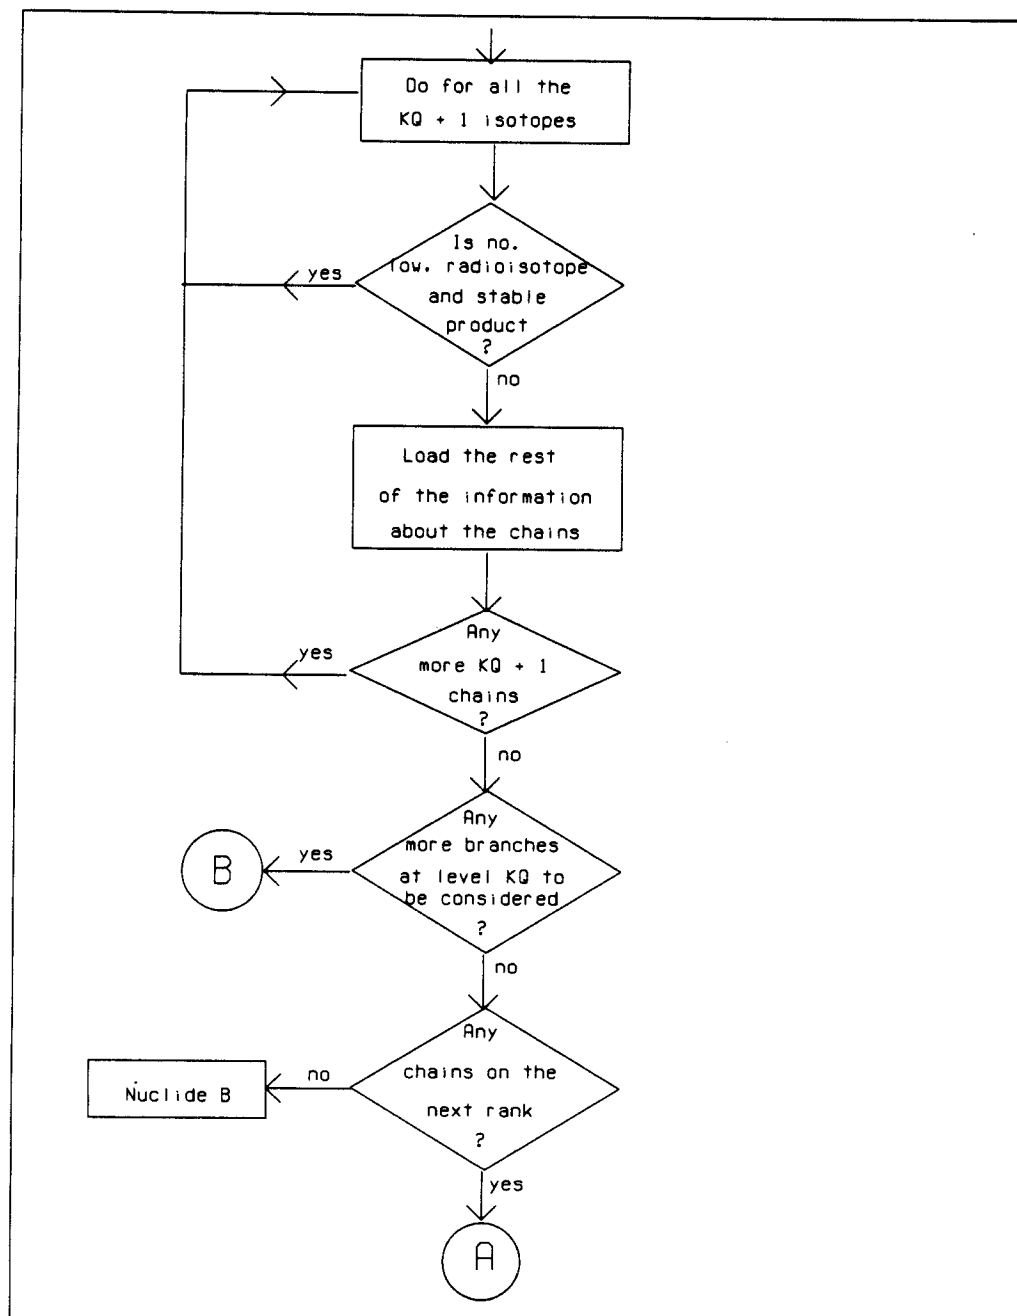 Do for all the
KQ + 1 isotopes
Is no.
low. radioisotope
yes
and stable
product
?
no
Load the rest
of the information
about the chains
Any
yes
more KQ + 1
chains
?
no
Any
more branches
yes
B
at level KQ to
be considered
?
no
Any
chains on the
no
Nuclide B
next rank
?
yes
A